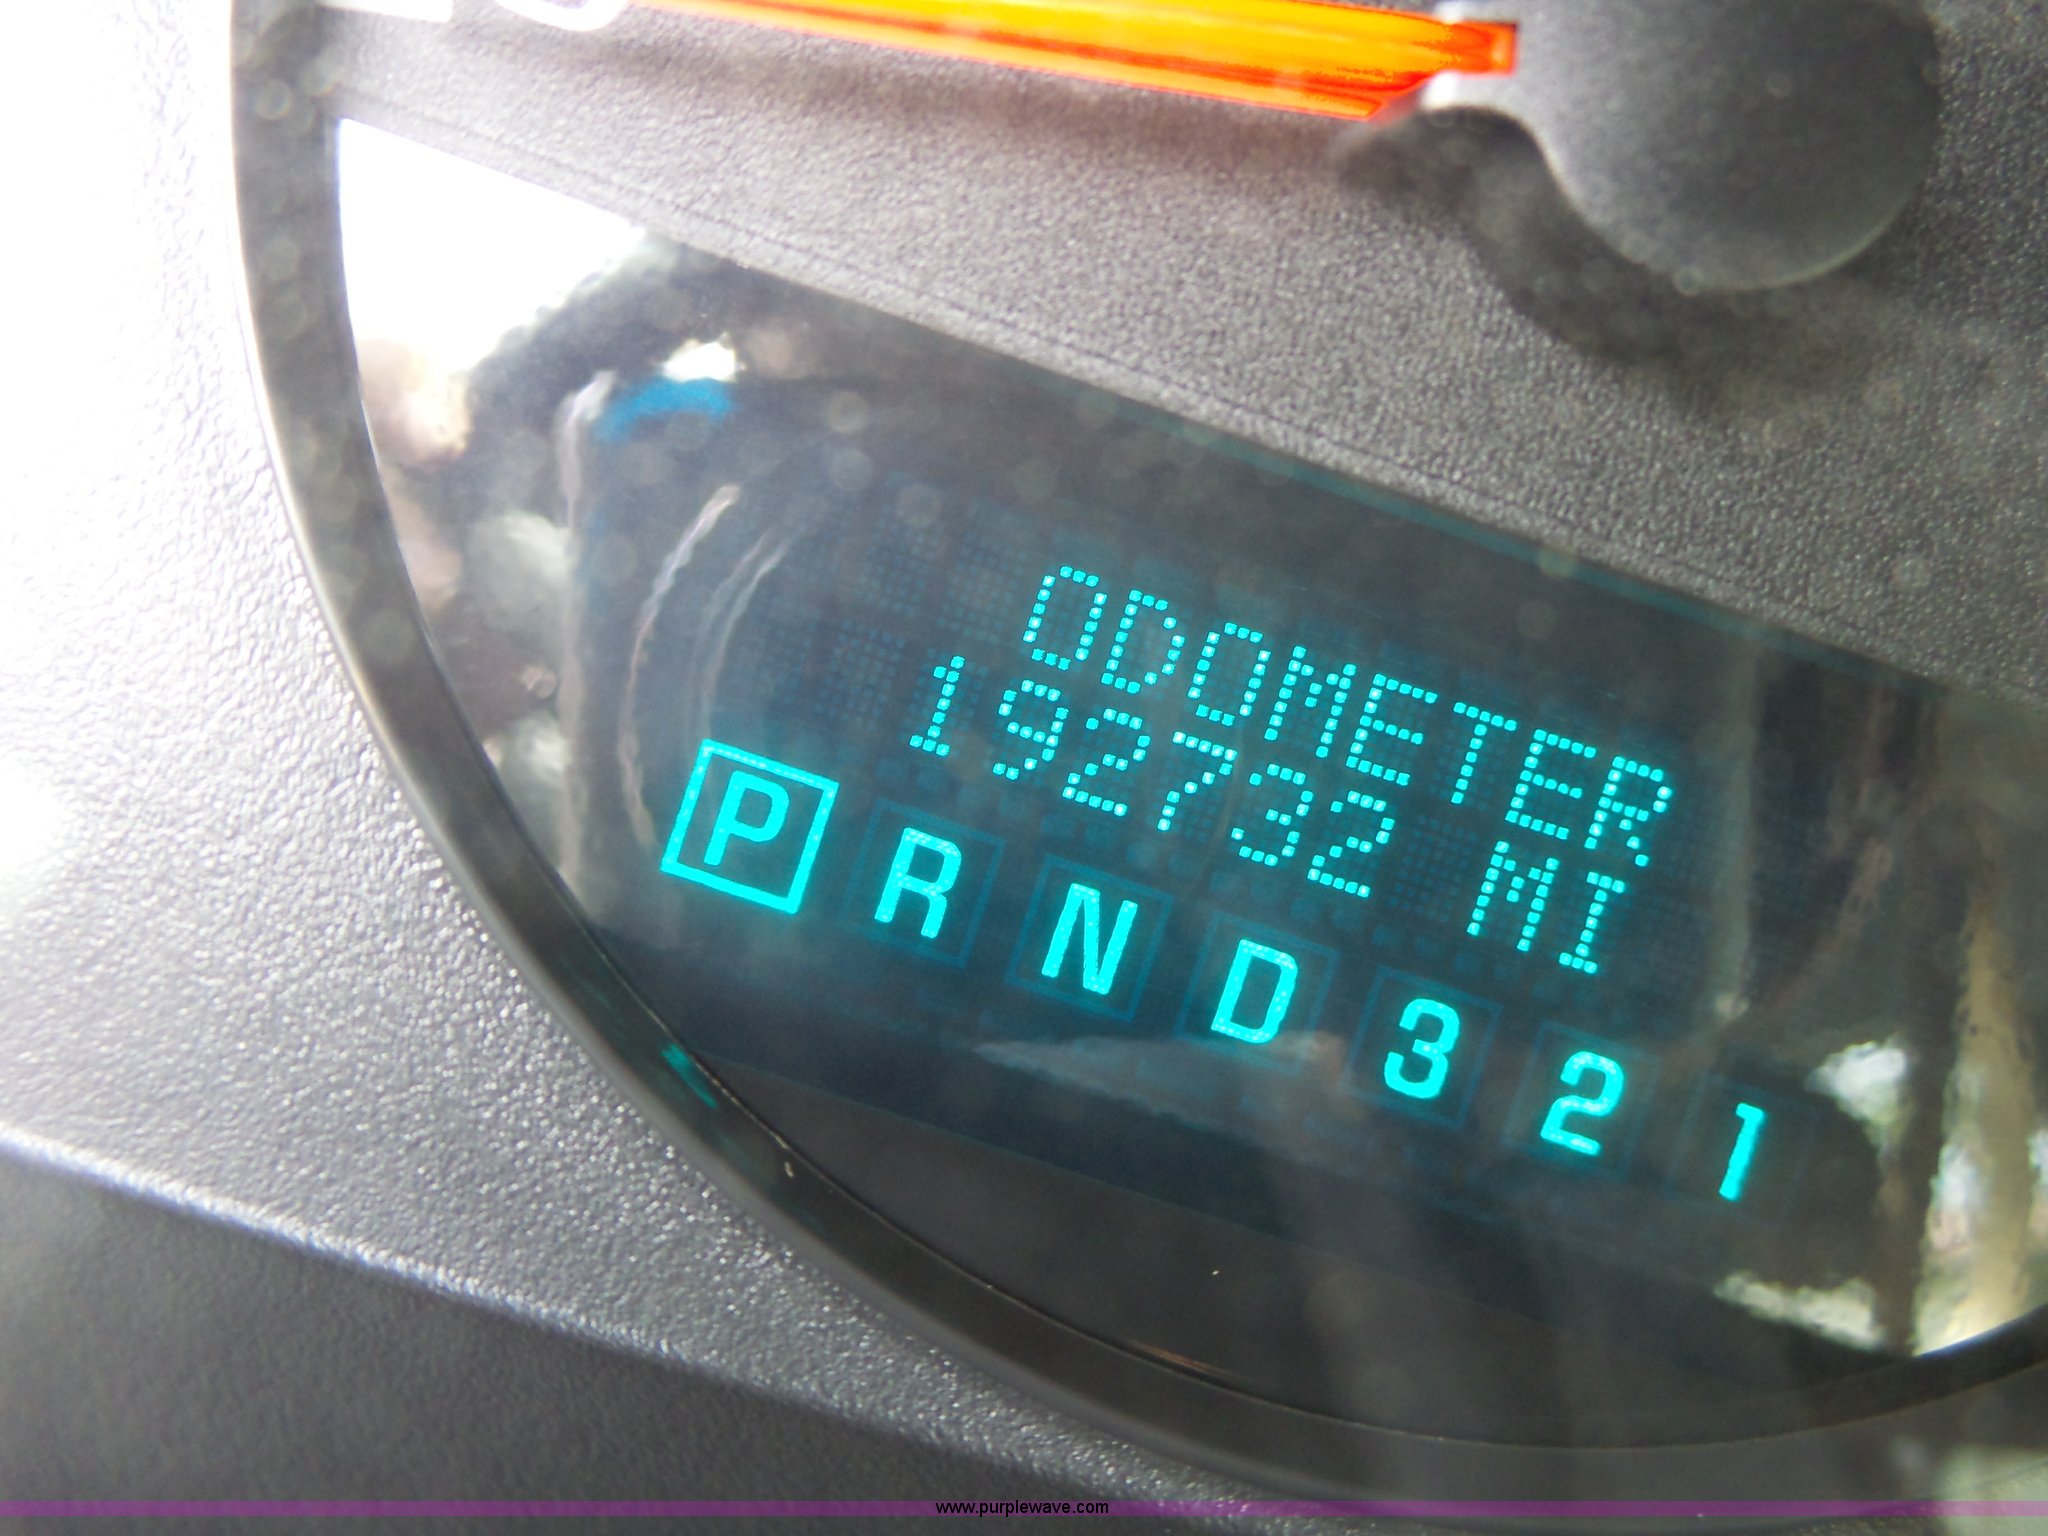 ODOMETER
192732 MI
P R N D 3 2 1
www.purplewave.com